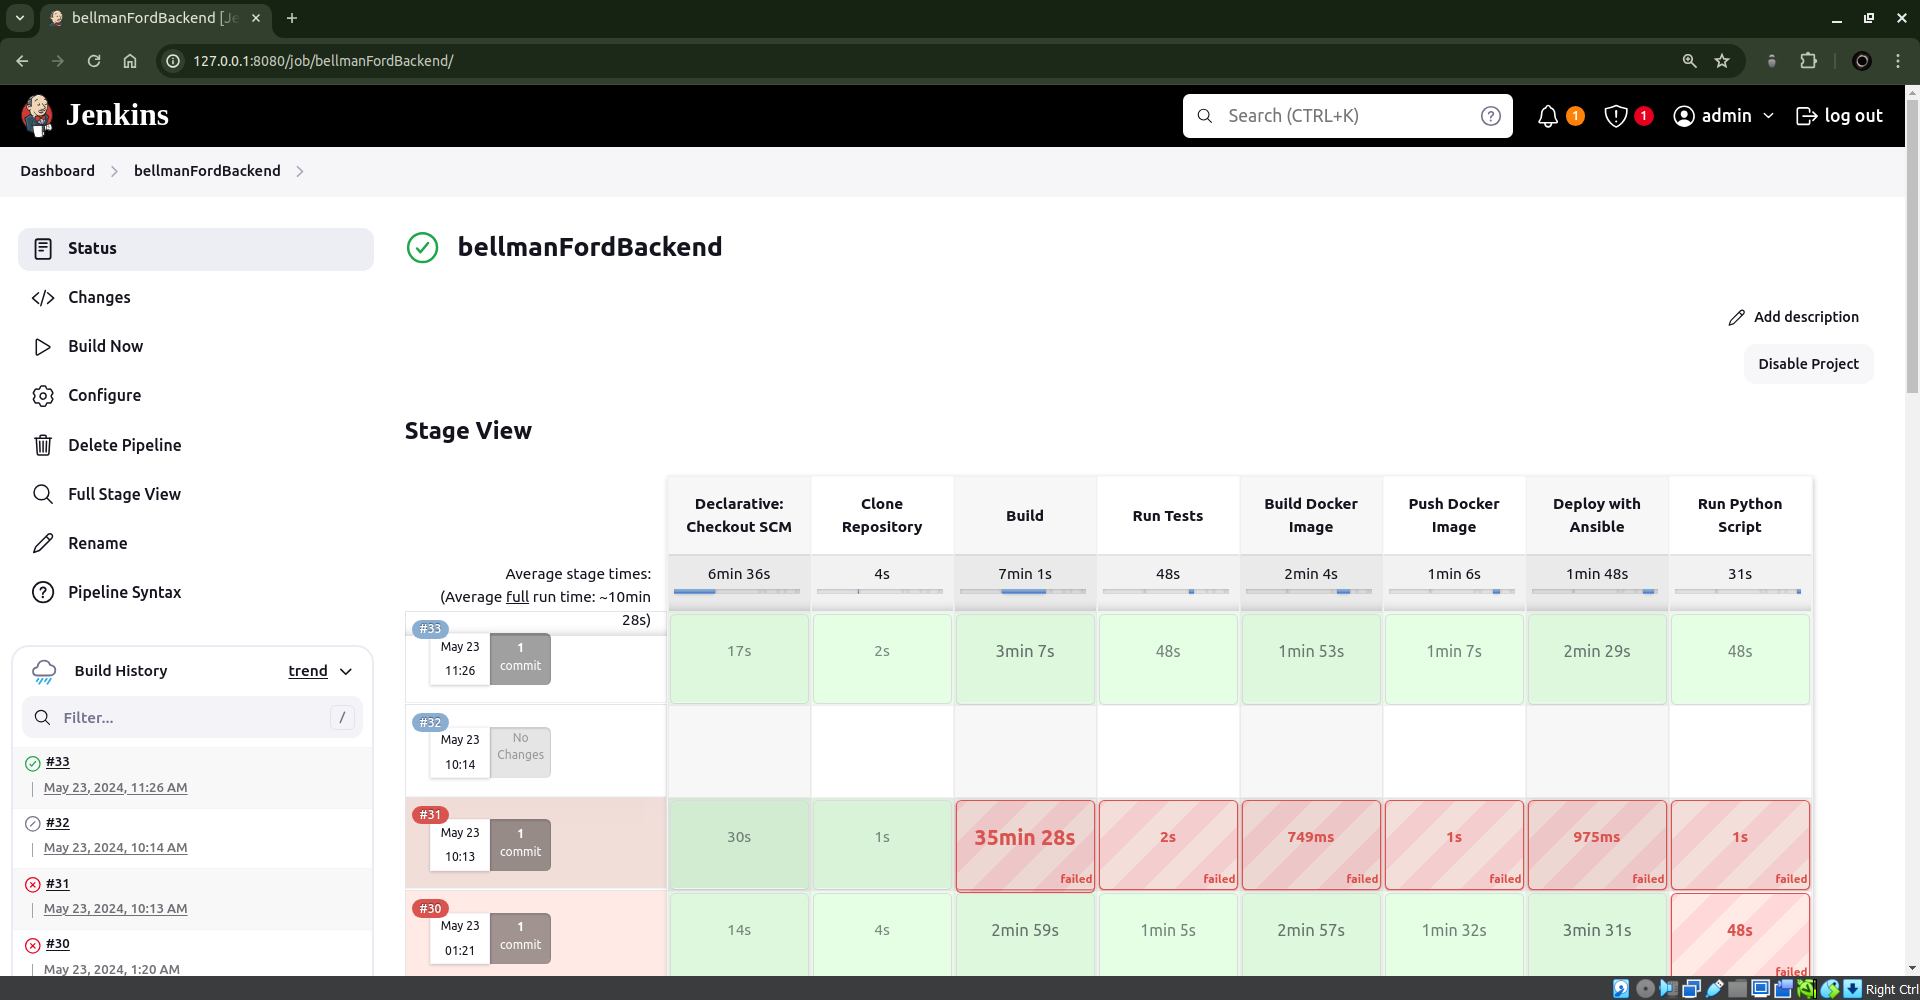 bellmanFordBackend [Je
127.0.0.1:8080/job/bellmanFordBackend/
Jenkins
Search (CTRL+K)
?
1
1
admin
log out
Dashboard
bellmanFordBackend
Status
Changes
Build Now
Configure
Delete Pipeline
Full Stage View
Rename
Pipeline Syntax
Build History
trend
Filter...
/
#33
May 23, 2024, 11:26 AM
#32
May 23, 2024, 10:14 AM
#31
May 23, 2024, 10:13 AM
#30
May 23, 2024, 1:20 AM
bellmanFordBackend
Add description
Disable Project
Stage View
Declarative: Checkout SCM
Clone Repository
Build
Run Tests
Build Docker Image
Push Docker Image
Deploy with Ansible
Run Python Script
Average stage times:
(Average full run time: ~10min
28s)
6min 36s
4s
7min 1s
48s
2min 4s
1min 6s
1min 48s
31s
#33
May 23
11:26
1
commit
17s
2s
3min 7s
48s
1min 53s
1min 7s
2min 29s
48s
#32
May 23
10:14
No
Changes
#31
May 23
10:13
1
commit
30s
1s
35min 28s
failed
2s
failed
749ms
failed
1s
failed
975ms
failed
1s
failed
#30
May 23
01:21
1
commit
14s
4s
2min 59s
1min 5s
2min 57s
1min 32s
3min 31s
48s
failed
Right Ctrl